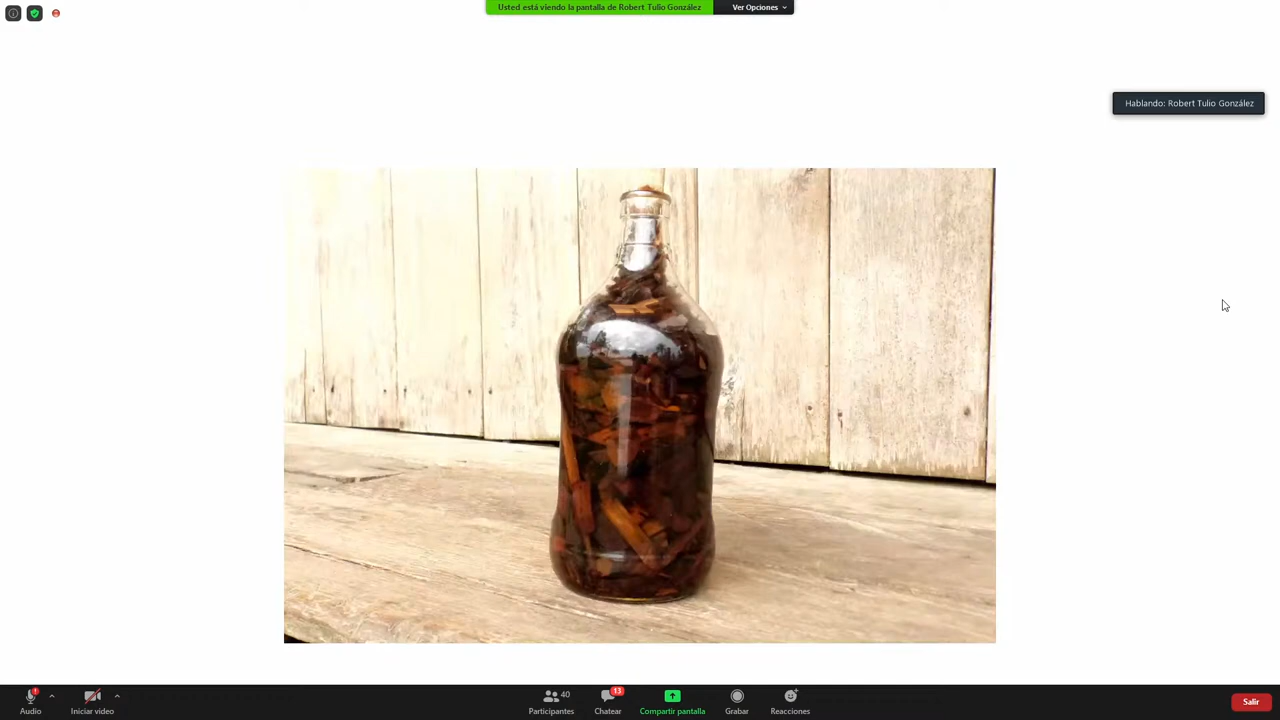 Usted está viendo la pantalla de Robert Tulio González
Ver Opciones
Hablando: Robert Tulio González
Audio
Iniciar video
Participantes
40
Chatear
13
Compartir pantalla
Grabar
Reacciones
Salir